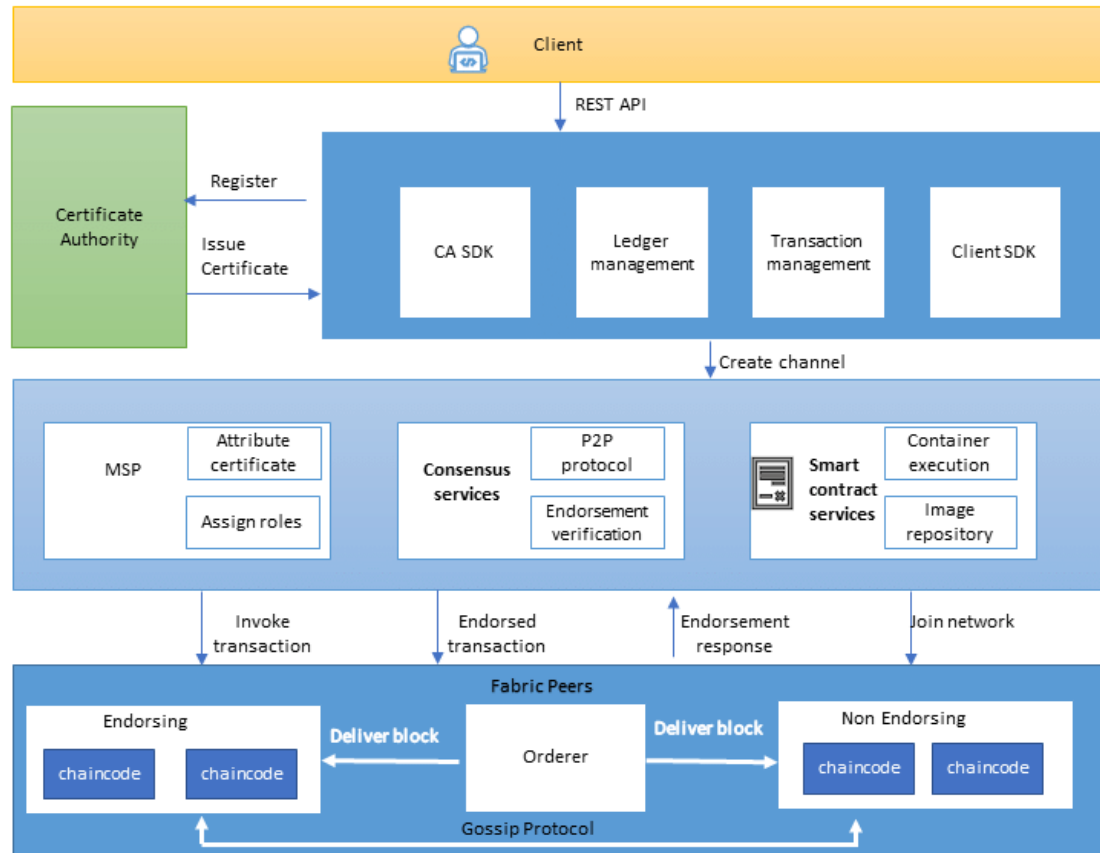 Client
REST API
Register
Certificate
Authority
Issue
Certificate
CA SDK
Ledger
management
Transaction
management
Client SDK
Create channel
MSP
Attribute
certificate
Assign roles
Consensus
services
P2P
protocol
Endorsement
verification
Smart
contract
services
Container
execution
Image
repository
Invoke
transaction
Endorsed
transaction
Endorsement
response
Join network
Fabric Peers
Endorsing
chaincode
chaincode
Deliver block
Orderer
Deliver block
Non Endorsing
chaincode
chaincode
Gossip Protocol